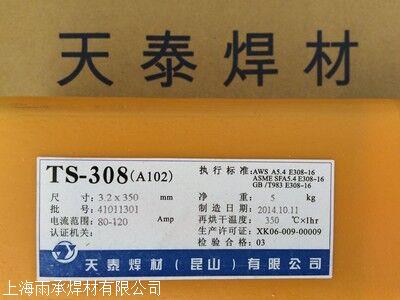 天泰焊材
TS-308(A102)
尺 寸: 3.2 x 350 mm
批 号: 41011301
电流范围: 80-120 Amp
认证机关:
执 行 标 准: AWS A5.4 E308-16
ASME SFA5.4 E308-16
GB /T983 E308-16
净 重: 5 kg
制 造 日 期: 2014.10.11
再烘干温度: 350 ℃×1hr
生产许可证: XK06-009-00009
检 验 合 格: 03
天泰焊材(昆山)有限公司
上海雨承焊材有限公司